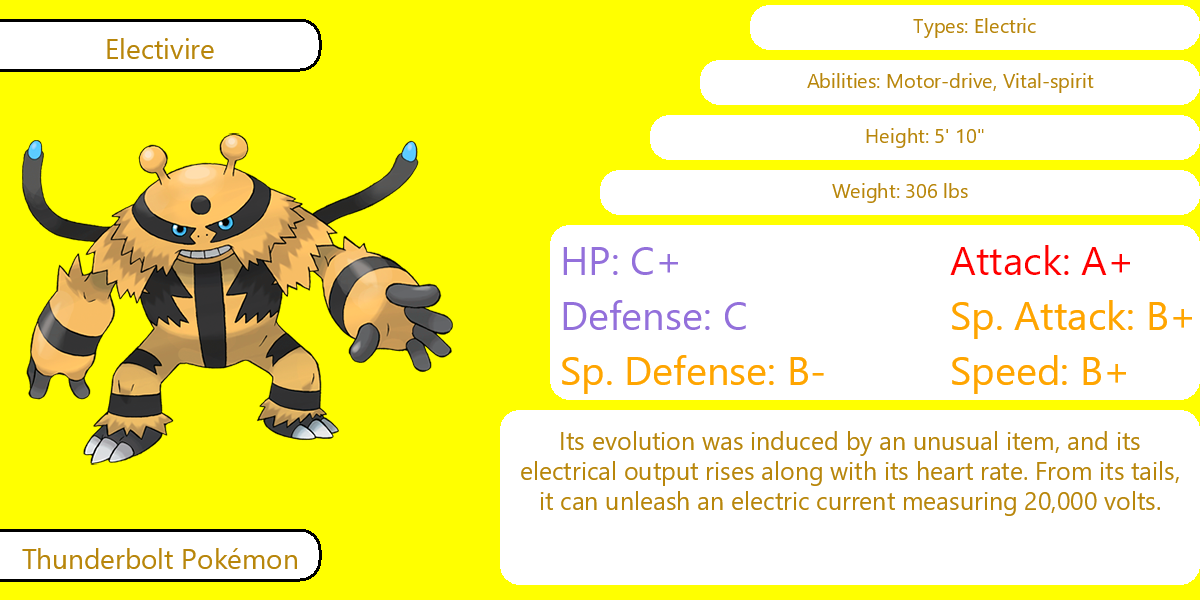 Electivire
Types: Electric
Abilities: Motor-drive, Vital-spirit
Height: 5' 10"
Weight: 306 lbs
HP: C+
Attack: A+
Defense: C
Sp. Attack: B+
Sp. Defense: B-
Speed: B+
Its evolution was induced by an unusual item, and its
electrical output rises along with its heart rate. From its tails,
it can unleash an electric current measuring 20,000 volts.
Thunderbolt Pokémon